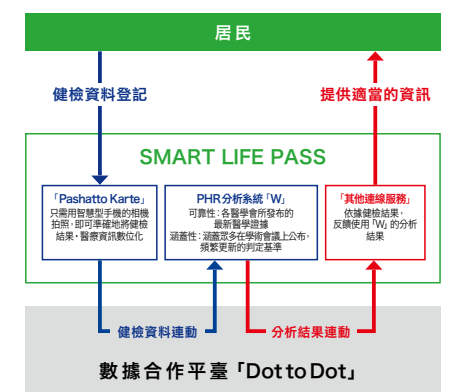 居民
健檢資料登記
提供適當的資訊
SMART LIFE PASS
「Pashatto Karte」
只需用智慧型手機的相機
拍照,即可準確地將健檢
結果・醫療資訊數位化
PHR分析系統「W」
可靠性:各醫學會所發布的
最新醫學證據
涵蓋性:涵蓋眾多在學術會議上公布,
頻繁更新的判定基準
「其他連線服務」
依據健檢結果,
反饋使用「W」的分析
結果
健檢資料連動
分析結果連動
數據合作平臺「Dot to Dot」